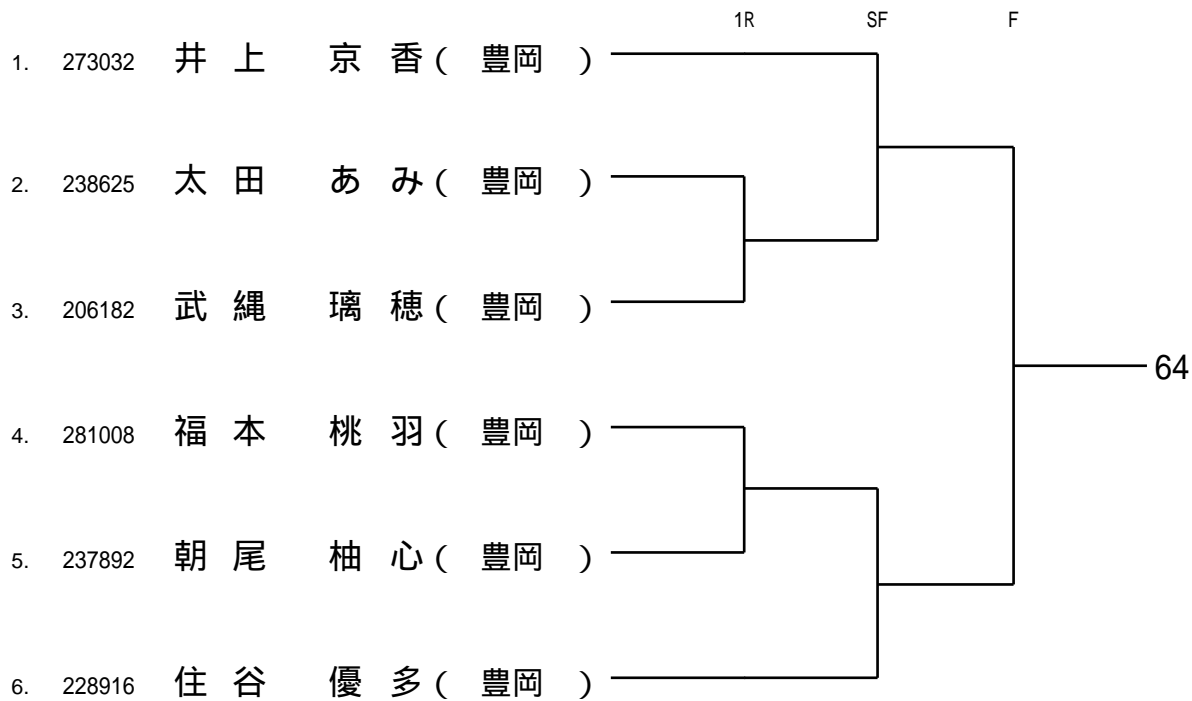 1R SF F
1. 273032 井上 京香( 豊岡 )
2. 238625 太田 あみ( 豊岡 )
3. 206182 武縄 璃穂( 豊岡 )
64
4. 281008 福本 桃羽( 豊岡 )
5. 237892 朝尾 柚心( 豊岡 )
6. 228916 住谷 優多( 豊岡 )